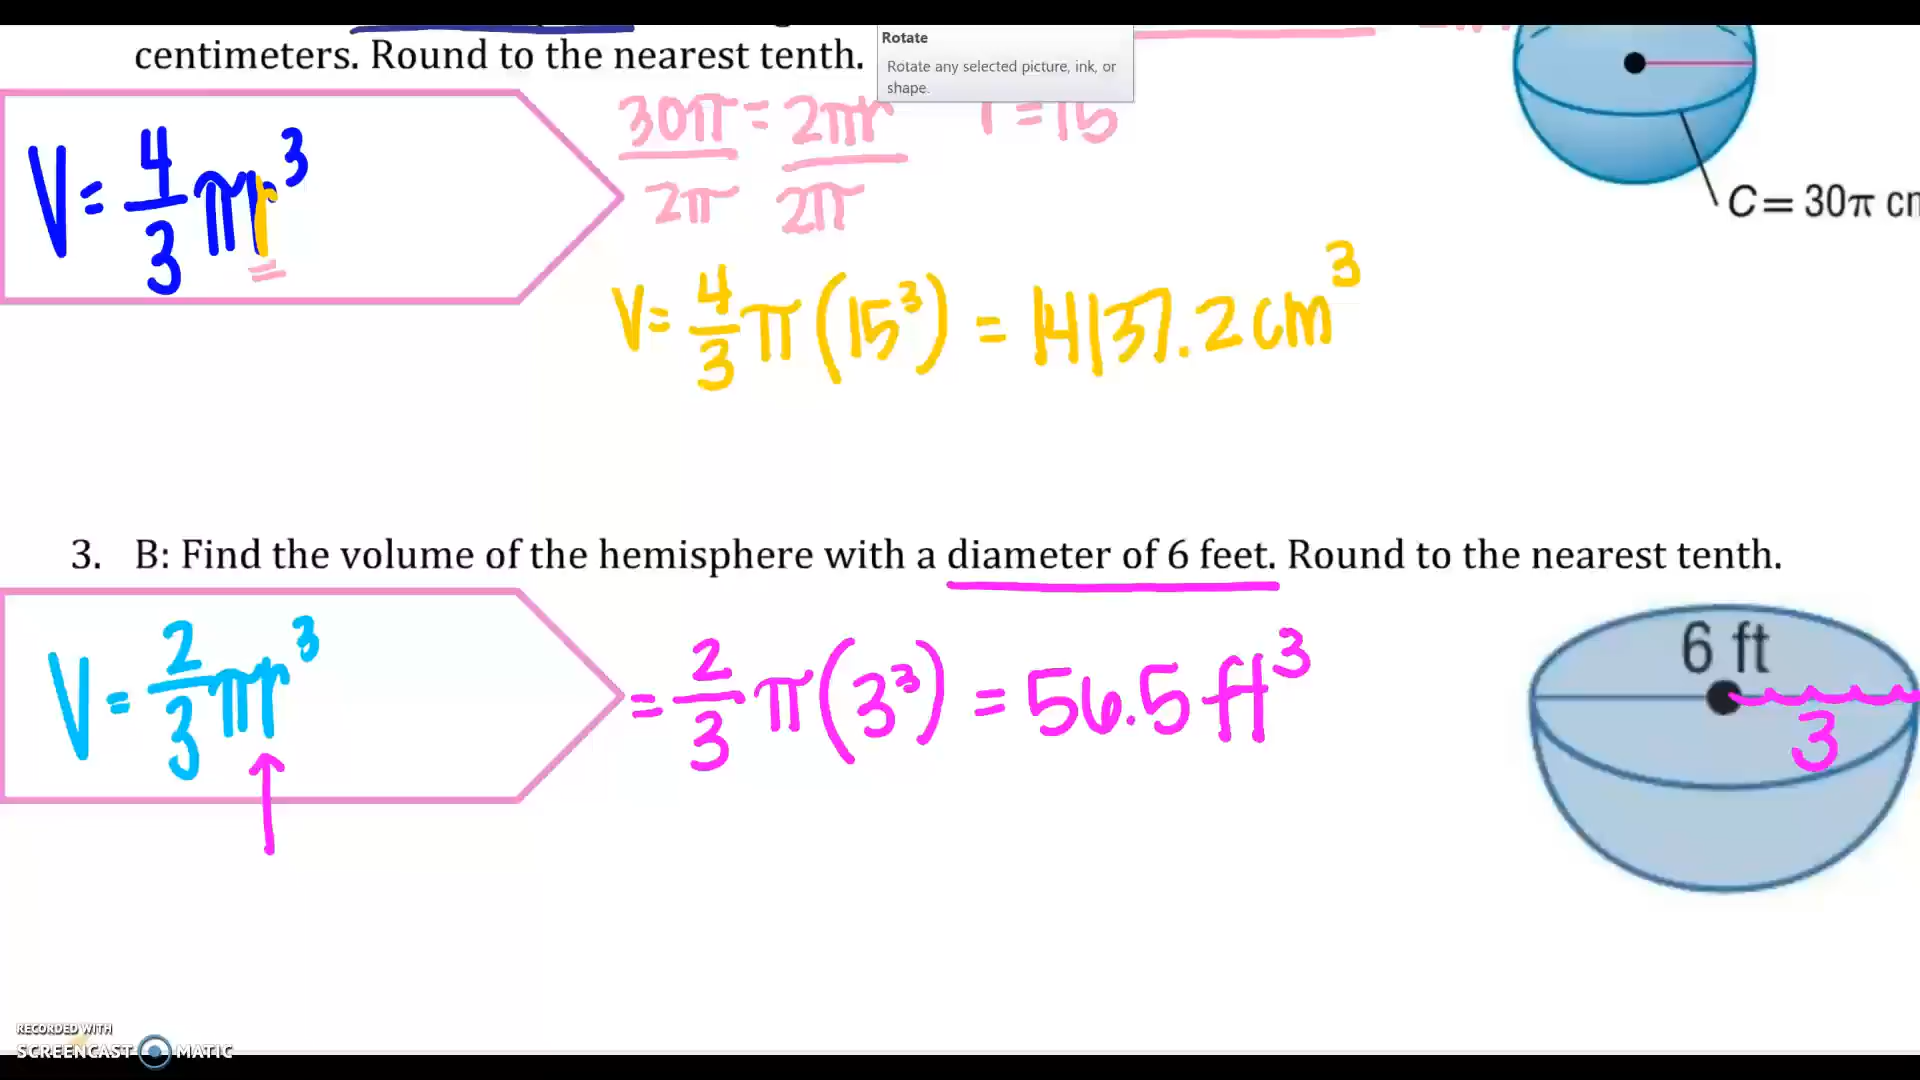 Rotate
Rotate any selected picture, ink, or
shape.
centimeters. Round to the nearest tenth.
30π = 2πr r = 15
2π 2π
V = 4/3 πr³
C = 30π cm
V = 4/3 π(15³) = 14137.2 cm³
3. B: Find the volume of the hemisphere with a diameter of 6 feet. Round to the nearest tenth.
V = 2/3 πr³ = 2/3 π(3³) = 56.5 ft³
6 ft
3
RECORDED WITH
SCREENCAST MATIC